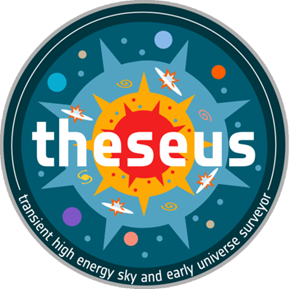 theseus
transient high energy sky and early universe surveyor